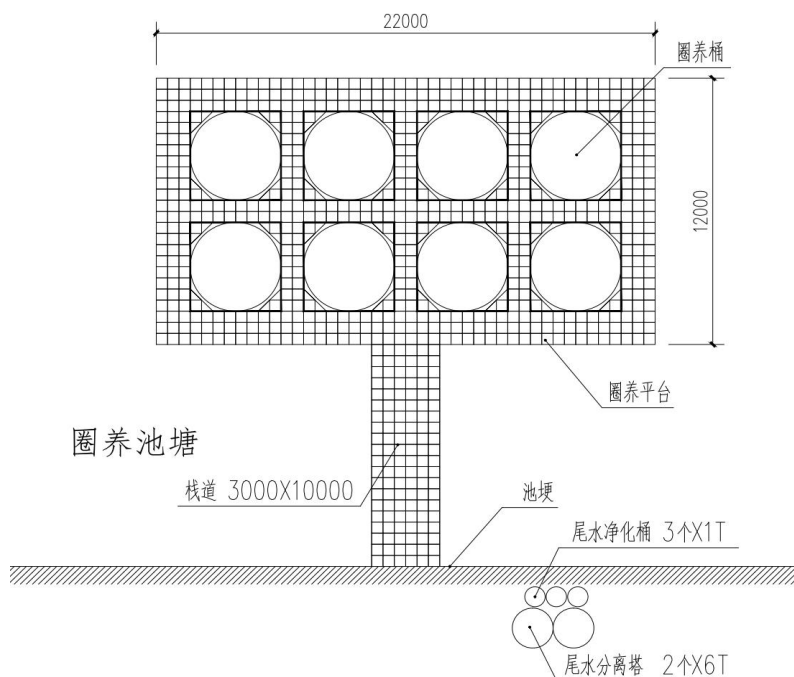 22000
圈养桶
12000
圈养平台
圈养池塘
栈道 3000X10000
池埂
尾水净化桶 3个X1T
尾水分离塔 2个X6T